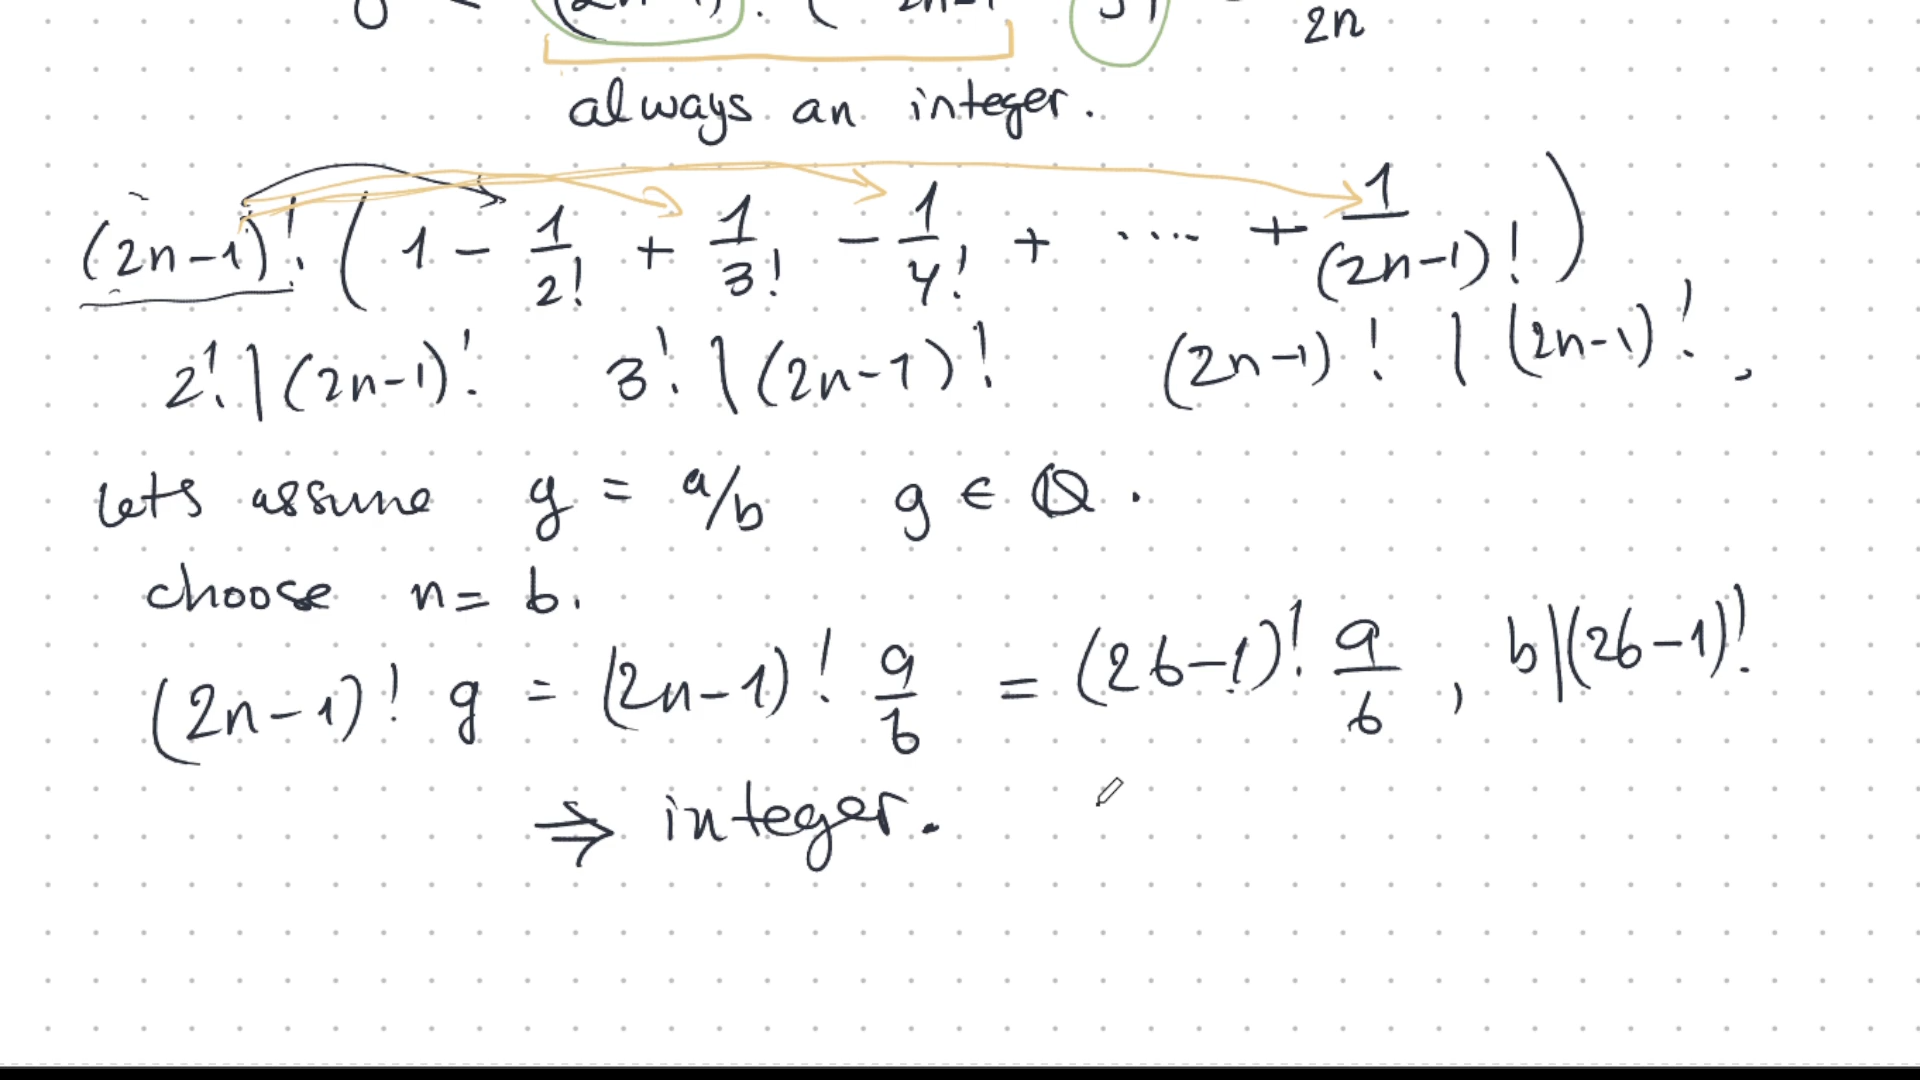 2n
always an integer.
(2n-1)! ( 1 - 1/2! + 1/3! - 1/4! + .... + 1/(2n-1)! )
2! | (2n-1)! 3! | (2n-1)! (2n-1)! | (2n-1)! ,
lets assume g = a/b g ∈ Q .
choose n = b.
(2n-1)! g = (2n-1)! a/b = (2b-1)! a/b , b | (2b-1)!
⇒ integer.